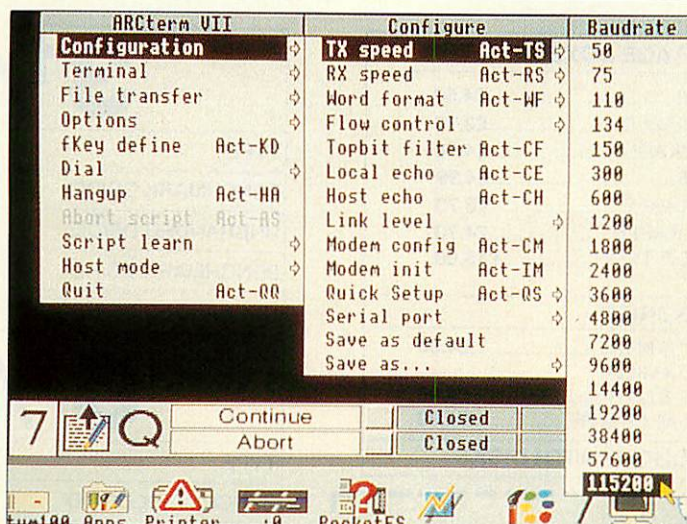 ARCterm VII
Configuration
Terminal
File transfer
Options
fKey define Act-KD
Dial
Hangup Act-HA
Abort script Act-AS
Script learn
Host mode
Quit Act-QQ
Configure
TX speed Act-TS
RX speed Act-RS
Word format Act-WF
Flow control
Topbit filter Act-CF
Local echo Act-CE
Host echo Act-CH
Link level
Modem config Act-CM
Modem init Act-IM
Quick Setup Act-QS
Serial port
Save as default
Save as...
Baudrate
50
75
110
134
150
300
600
1200
1800
2400
3600
4800
7200
9600
14400
19200
38400
57600
115200
7 Q
Continue Closed
Abort Closed
Apps Printer :0